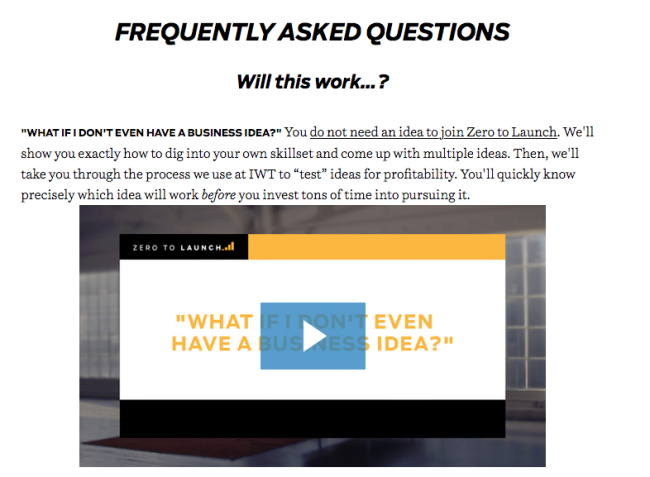 FREQUENTLY ASKED QUESTIONS
Will this work...?
"WHAT IF I DON'T EVEN HAVE A BUSINESS IDEA?" You do not need an idea to join Zero to Launch. We'll
show you exactly how to dig into your own skillset and come up with multiple ideas. Then, we'll
take you through the process we use at IWT to “test” ideas for profitability. You'll quickly know
precisely which idea will work before you invest tons of time into pursuing it.
ZERO TO LAUNCH
"WHAT IF I DON'T EVEN
HAVE A BUSINESS IDEA?"